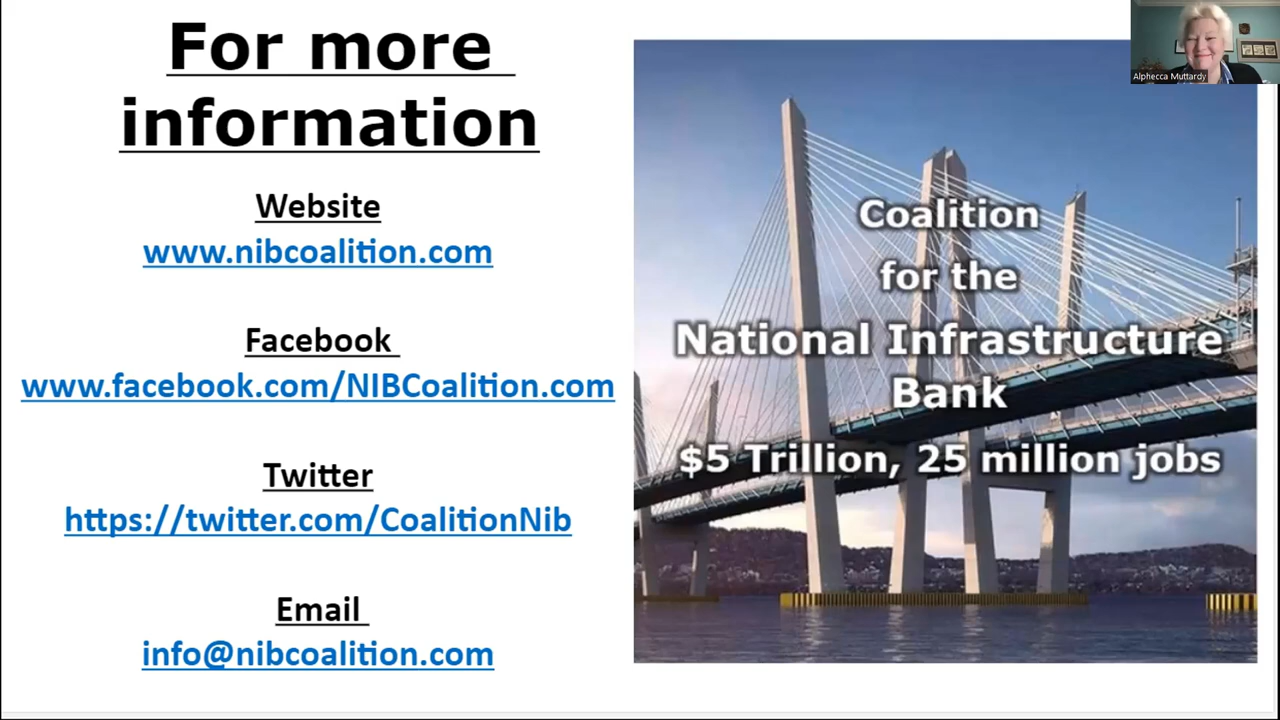 For more
information
Website
www.nibcoalition.com
Facebook
www.facebook.com/NIBCoalition.com
Twitter
https://twitter.com/CoalitionNib
Email
info@nibcoalition.com
Coalition
for the
National Infrastructure
Bank
$5 Trillion, 25 million jobs
Alphecca Muttardy